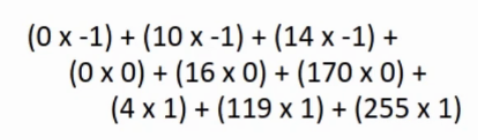 (0 x -1) + (10 x -1) + (14 x -1) +
(0 x 0) + (16 x 0) + (170 x 0) +
(4 x 1) + (119 x 1) + (255 x 1)